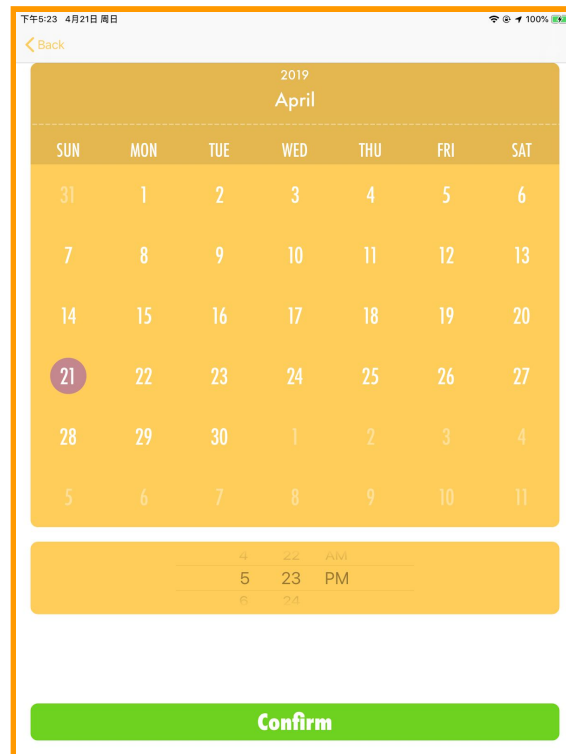 下午5:23 4月21日 周日 100%
Back
2019
April
SUN MON TUE WED THU FRI SAT
31 1 2 3 4 5 6
7 8 9 10 11 12 13
14 15 16 17 18 19 20
21 22 23 24 25 26 27
28 29 30 1 2 3 4
5 6 7 8 9 10 11
4 22 AM
5 23 PM
6 24
Confirm